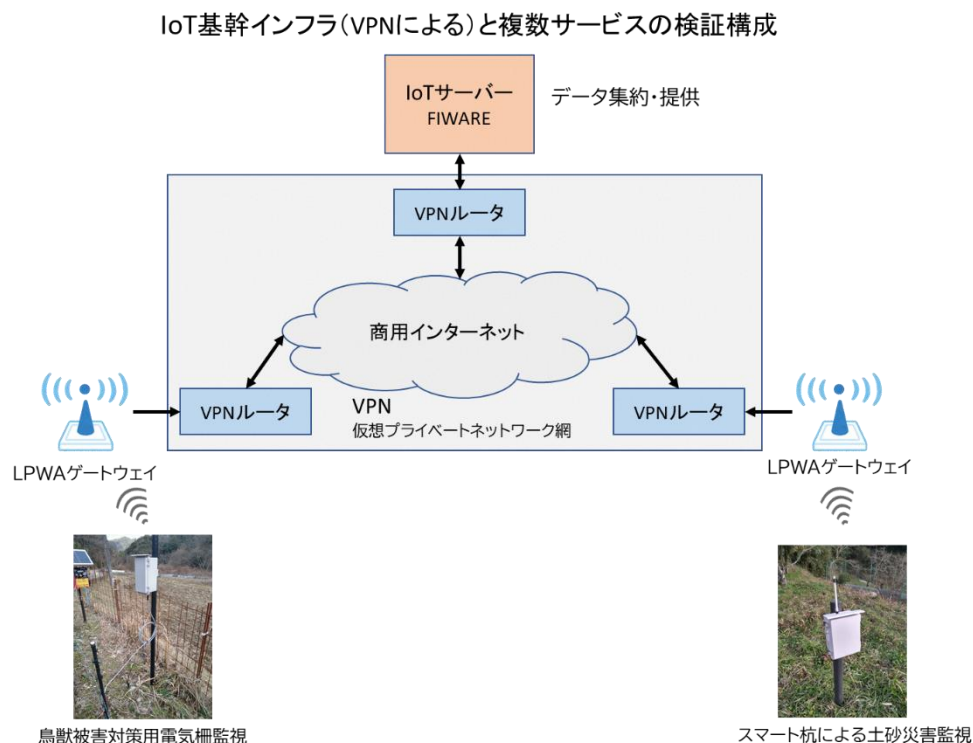 IoT基幹インフラ(VPNによる)と複数サービスの検証構成
IoTサーバー
FIWARE
データ集約・提供
VPNルータ
商用インターネット
VPNルータ
VPN
仮想プライベートネットワーク網
VPNルータ
LPWAゲートウェイ
LPWAゲートウェイ
鳥獣被害対策用電気柵監視
スマート杭による土砂災害監視